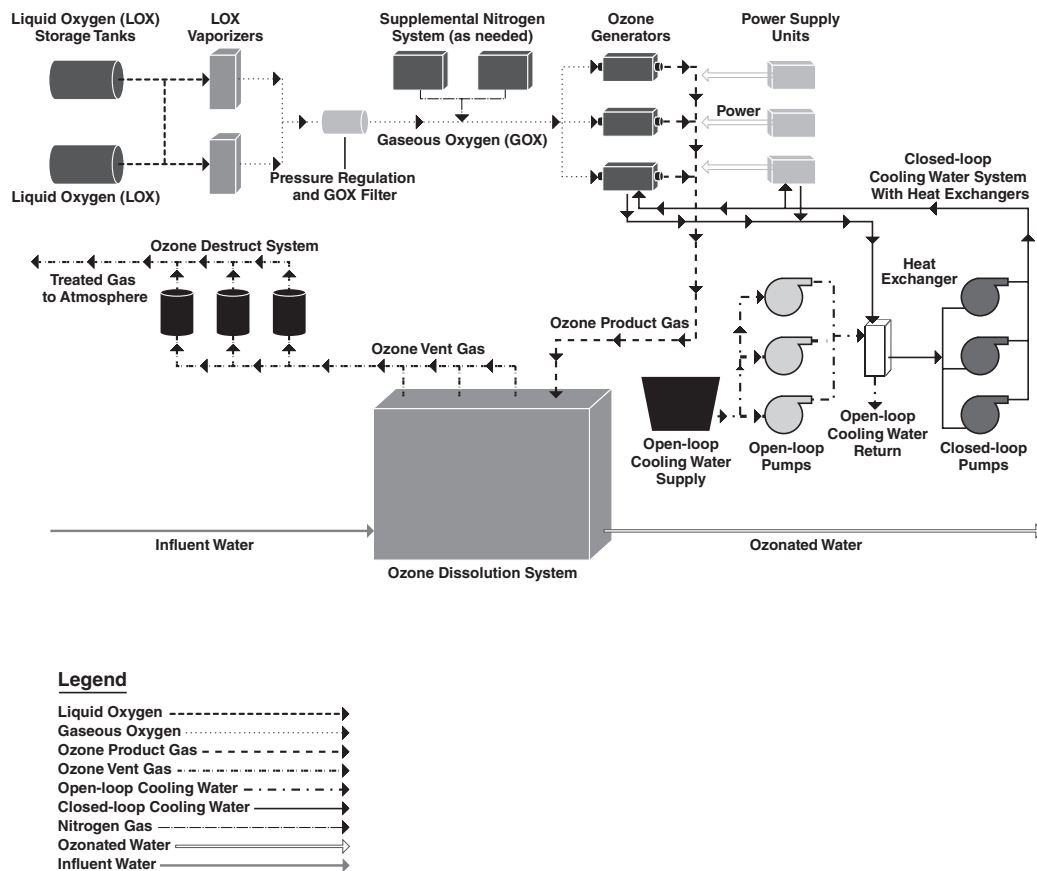 Liquid Oxygen (LOX)
Storage Tanks
LOX
Vaporizers
Supplemental Nitrogen
System (as needed)
Ozone
Generators
Power Supply
Units
Power
Gaseous Oxygen (GOX)
Liquid Oxygen (LOX)
Pressure Regulation
and GOX Filter
Closed-loop
Cooling Water System
With Heat Exchangers
Ozone Destruct System
Treated Gas
to Atmosphere
Heat
Exchanger
Ozone Product Gas
Ozone Vent Gas
Open-loop
Cooling Water
Supply
Open-loop
Pumps
Open-loop
Cooling Water
Return
Closed-loop
Pumps
Influent Water
Ozonated Water
Ozone Dissolution System
Legend
Liquid Oxygen
Gaseous Oxygen
Ozone Product Gas
Ozone Vent Gas
Open-loop Cooling Water
Closed-loop Cooling Water
Nitrogen Gas
Ozonated Water
Influent Water